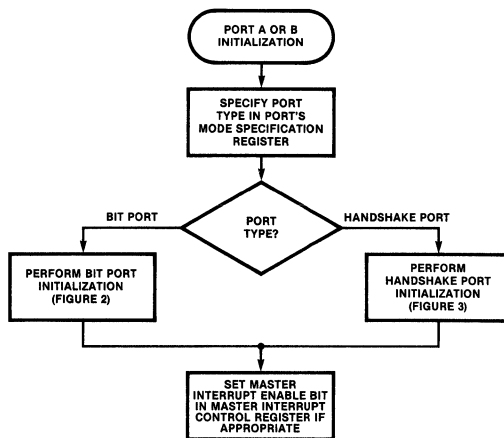 PORT A OR B
INITIALIZATION
SPECIFY PORT
TYPE IN PORT'S
MODE SPECIFICATION
REGISTER
BIT PORT
PORT
TYPE?
HANDSHAKE PORT
PERFORM BIT PORT
INITIALIZATION
(FIGURE 2)
PERFORM
HANDSHAKE PORT
INITIALIZATION
(FIGURE 3)
SET MASTER
INTERRUPT ENABLE BIT
IN MASTER INTERRUPT
CONTROL REGISTER IF
APPROPRIATE